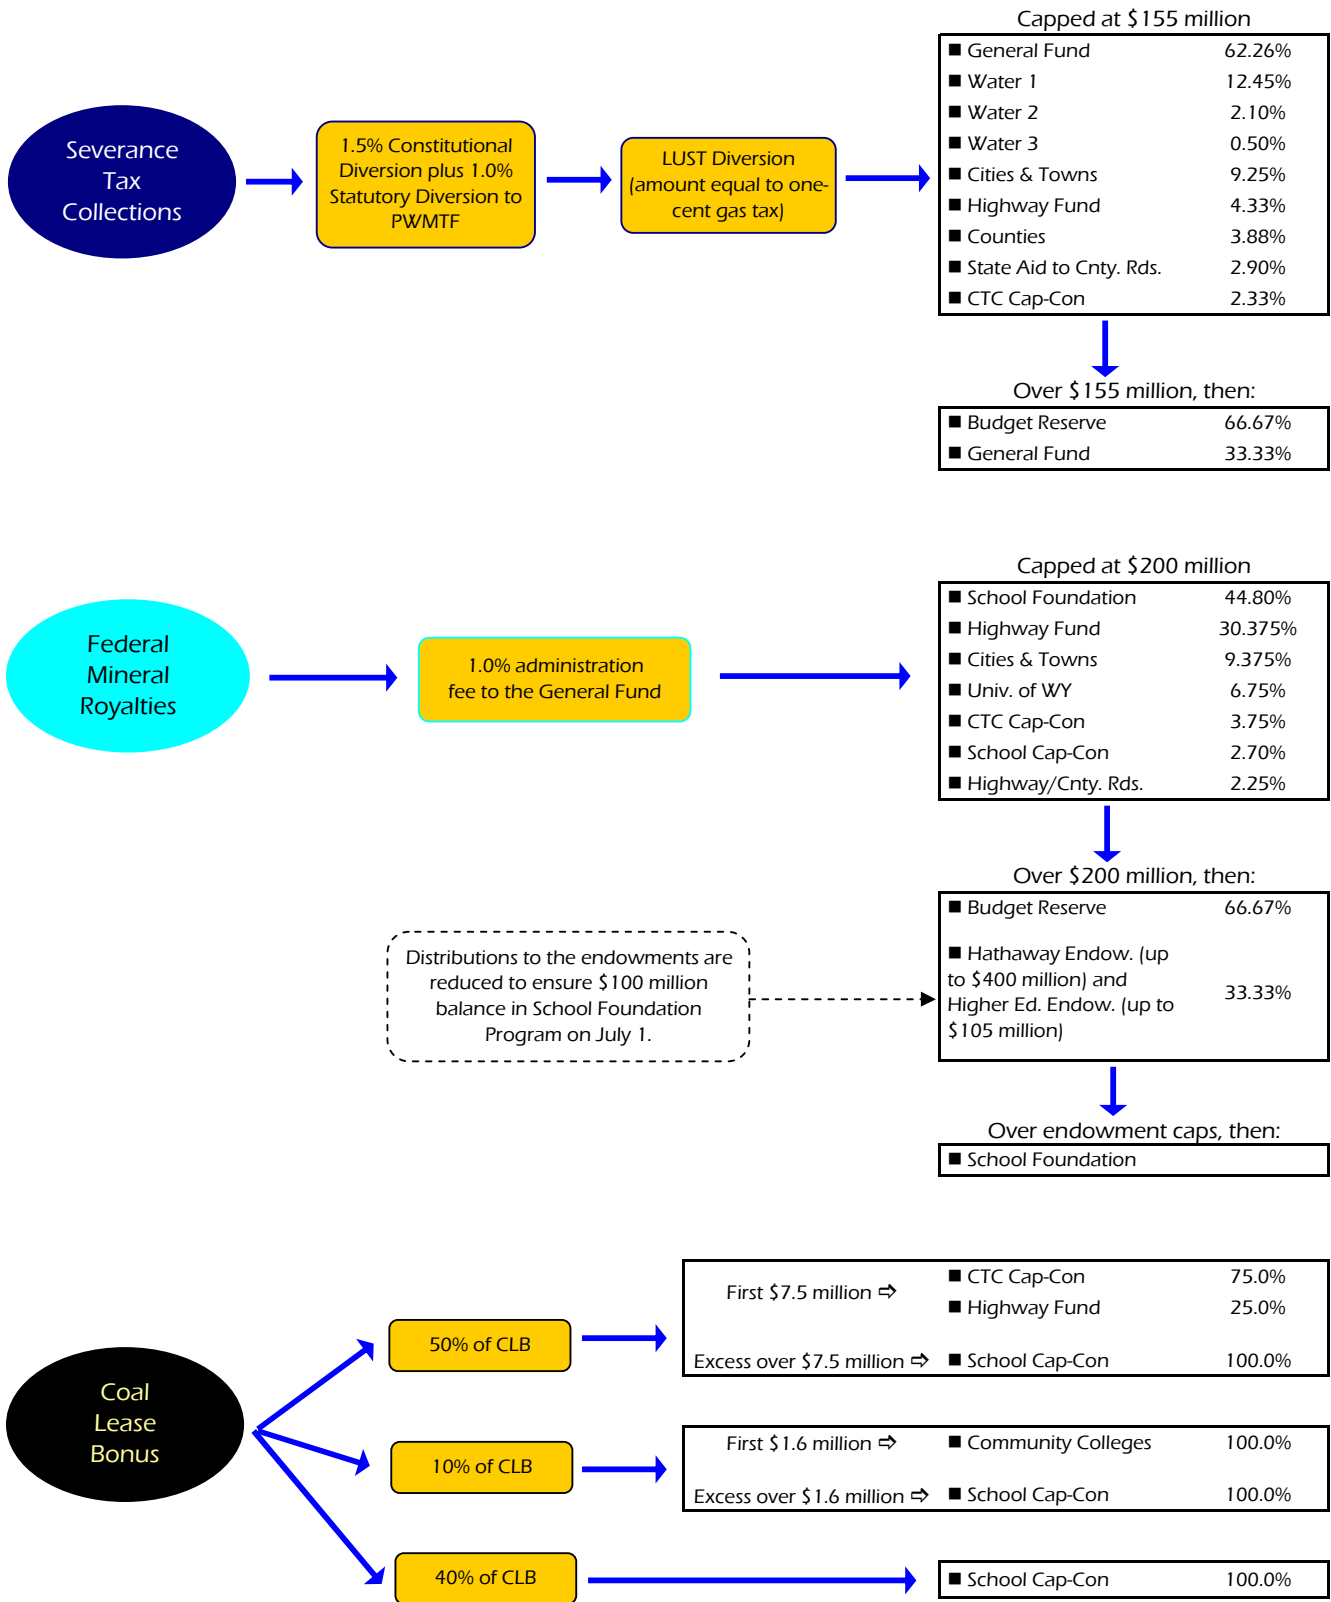 Severance
Tax
Collections
1.5% Constitutional
Diversion plus 1.0%
Statutory Diversion to
PWMTF
LUST Diversion
(amount equal to one-
cent gas tax)
Capped at $155 million
■ General Fund 62.26%
■ Water 1 12.45%
■ Water 2 2.10%
■ Water 3 0.50%
■ Cities & Towns 9.25%
■ Highway Fund 4.33%
■ Counties 3.88%
■ State Aid to Cnty. Rds. 2.90%
■ CTC Cap-Con 2.33%
Over $155 million, then:
■ Budget Reserve 66.67%
■ General Fund 33.33%
Federal
Mineral
Royalties
1.0% administration
fee to the General Fund
Capped at $200 million
■ School Foundation 44.80%
■ Highway Fund 30.375%
■ Cities & Towns 9.375%
■ Univ. of WY 6.75%
■ CTC Cap-Con 3.75%
■ School Cap-Con 2.70%
■ Highway/Cnty. Rds. 2.25%
Over $200 million, then:
■ Budget Reserve 66.67%
■ Hathaway Endow. (up
to $400 million) and
Higher Ed. Endow. (up to
$105 million)
33.33%
Distributions to the endowments are
reduced to ensure $100 million
balance in School Foundation
Program on July 1.
Over endowment caps, then:
■ School Foundation
Coal
Lease
Bonus
50% of CLB
First $7.5 million ⇨ ■ CTC Cap-Con 75.0%
■ Highway Fund 25.0%
Excess over $7.5 million ⇨ ■ School Cap-Con 100.0%
10% of CLB
First $1.6 million ⇨ ■ Community Colleges 100.0%
Excess over $1.6 million ⇨ ■ School Cap-Con 100.0%
40% of CLB
■ School Cap-Con 100.0%